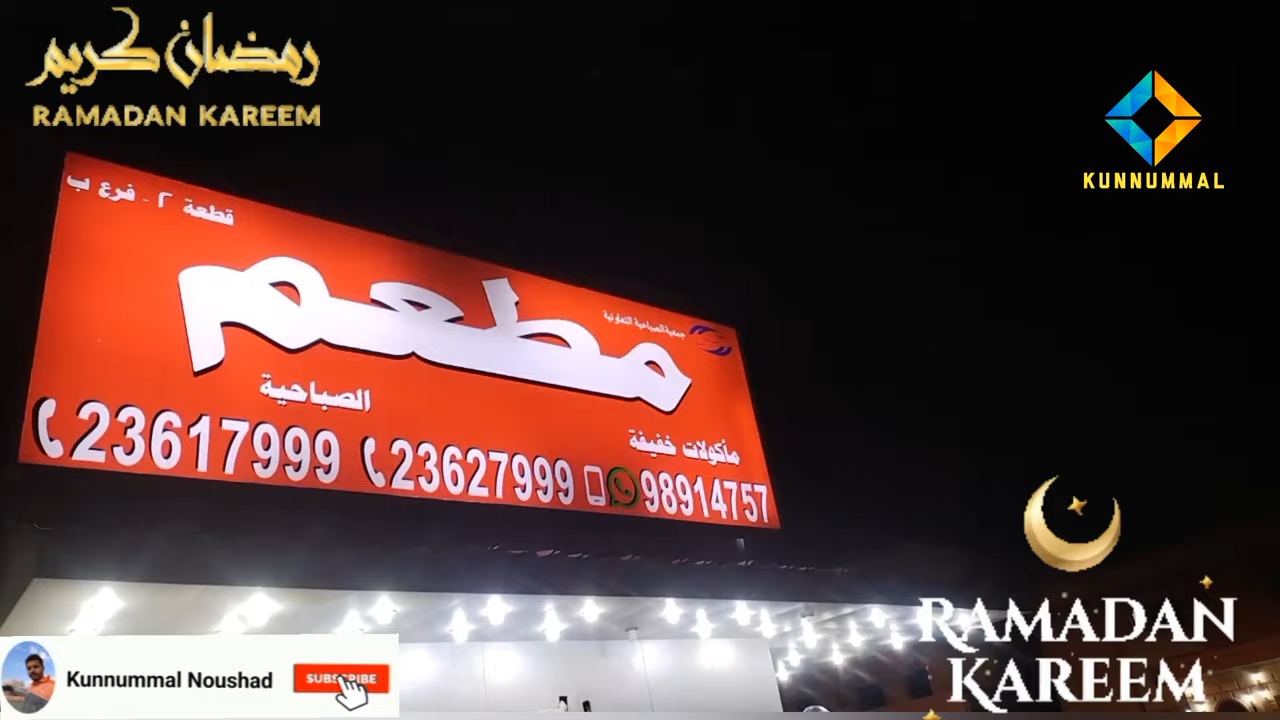 رمضان كريم
RAMADAN KAREEM
KUNNUMMAL
قطعة ٢ - فرع ب
جمعية الصباحية التعاونية
مطعم
الصباحية
مأكولات خفيفة
23617999 23627999 98914757
RAMADAN
KAREEM
Kunnummal Noushad
SUBSCRIBE